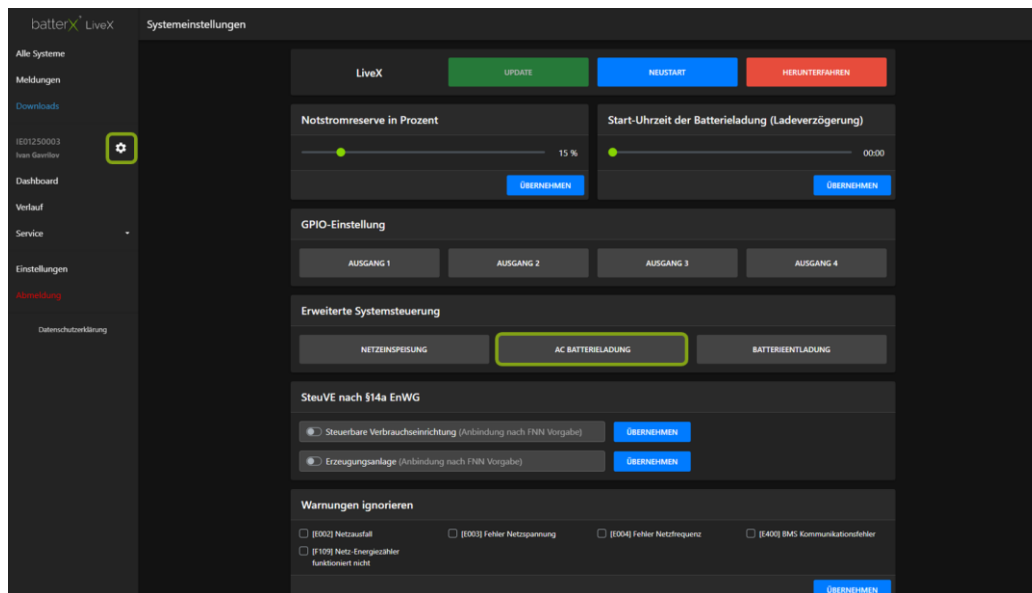 batterX LiveX
Systemeinstellungen
Alle Systeme
Meldungen
Downloads
IE01250003
Ivan Gavrilov
Dashboard
Verlauf
Service
Einstellungen
Abmeldung
Datenschutzerklärung
LiveX
UPDATE
NEUSTART
HERUNTERFAHREN
Notstromreserve in Prozent
15 %
ÜBERNEHMEN
Start-Uhrzeit der Batterieladung (Ladeverzögerung)
00:00
ÜBERNEHMEN
GPIO-Einstellung
AUSGANG 1
AUSGANG 2
AUSGANG 3
AUSGANG 4
Erweiterte Systemsteuerung
NETZEINSPEISUNG
AC BATTERIELADUNG
BATTERIEENTLADUNG
SteuVE nach §14a EnWG
Steuerbare Verbrauchseinrichtung (Anbindung nach FNN Vorgabe)
ÜBERNEHMEN
Erzeugungsanlage (Anbindung nach FNN Vorgabe)
ÜBERNEHMEN
Warnungen ignorieren
[E002] Netzausfall
[E003] Fehler Netzspannung
[E004] Fehler Netzfrequenz
[E400] BMS Kommunikationsfehler
[F109] Netz-Energiezähler
funktioniert nicht
ÜBERNEHMEN